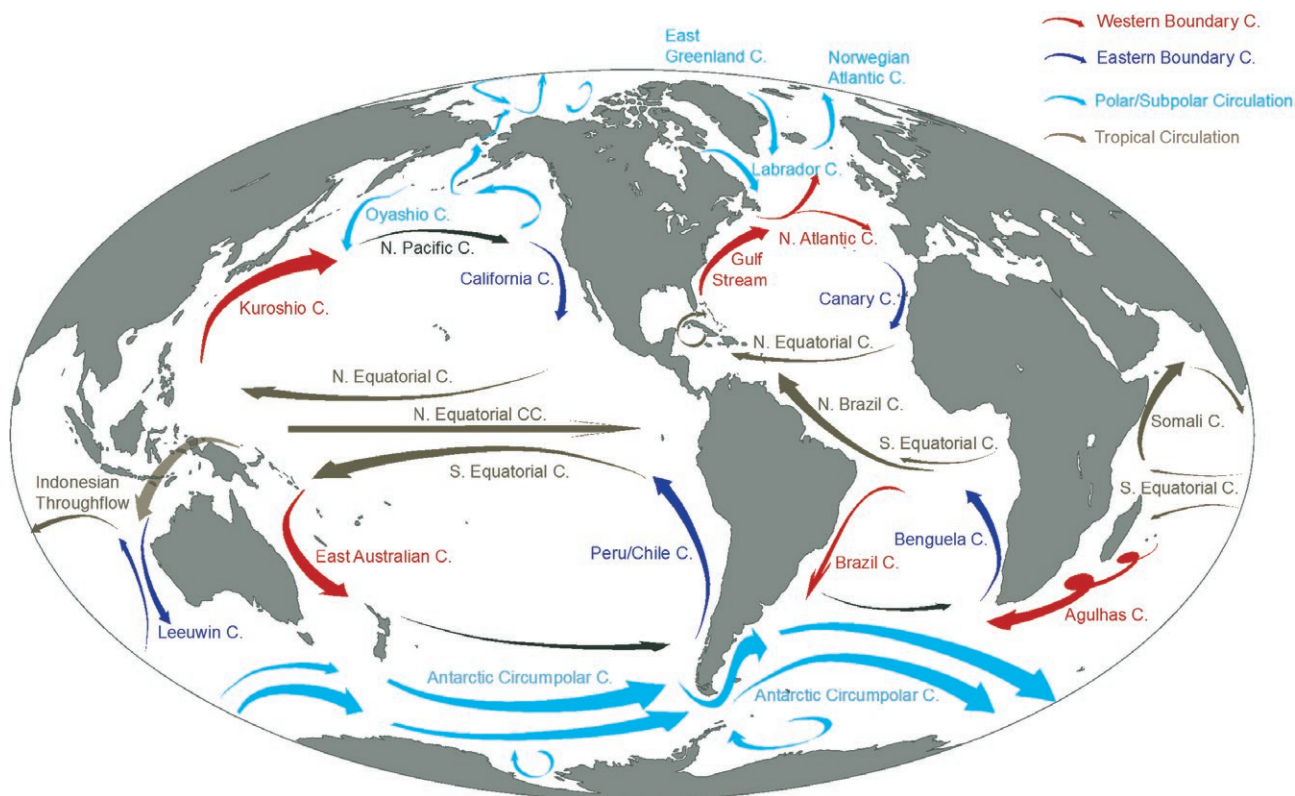 East
Greenland C.
Norwegian
Atlantic C.
Western Boundary C.
Eastern Boundary C.
Polar/Subpolar Circulation
Tropical Circulation
Labrador C.
Oyashio C.
N. Pacific C.
N. Atlantic C.
Gulf
Stream
California C.
Kuroshio C.
Canary C.
N. Equatorial C.
N. Equatorial C.
N. Equatorial CC.
N. Brazil C.
Somali C.
S. Equatorial C.
S. Equatorial C.
Indonesian
Throughflow
S. Equatorial C.
East Australian C.
Peru/Chile C.
Benguela C.
Brazil C.
Agulhas C.
Leeuwin C.
Antarctic Circumpolar C.
Antarctic Circumpolar C.